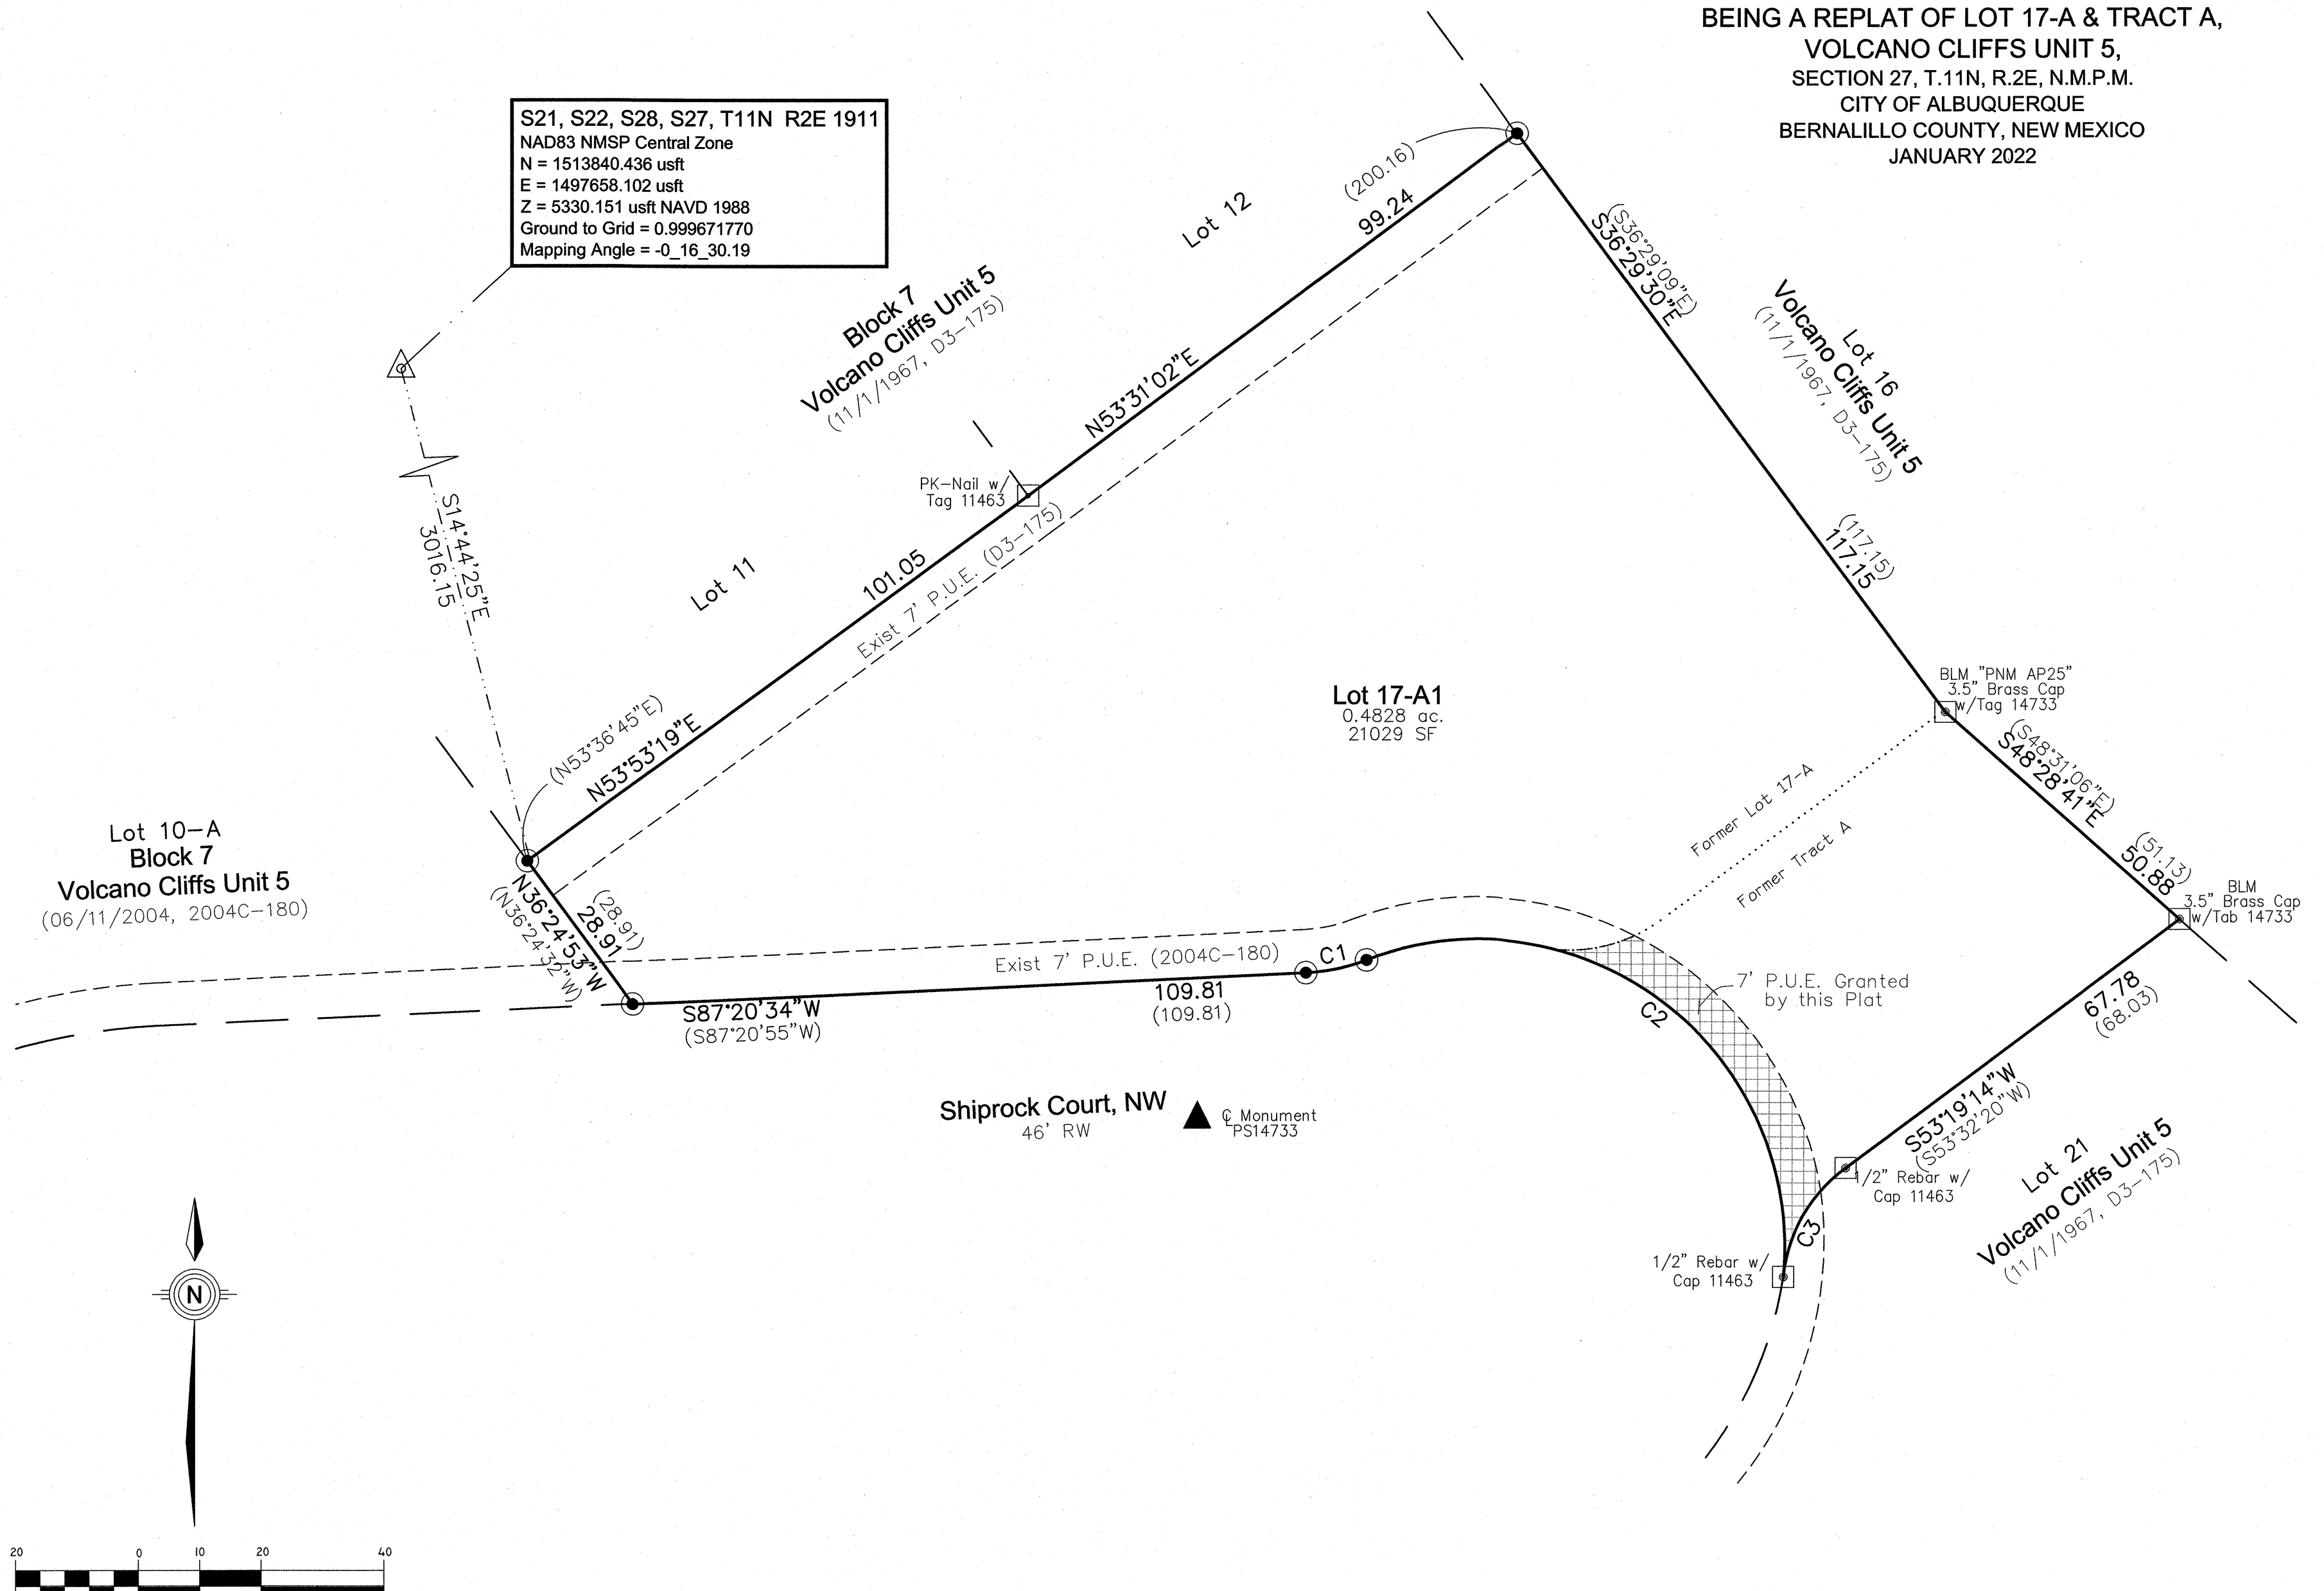 BEING A REPLAT OF LOT 17-A & TRACT A,
VOLCANO CLIFFS UNIT 5,
SECTION 27, T.11N, R.2E, N.M.P.M.
CITY OF ALBUQUERQUE
BERNALILLO COUNTY, NEW MEXICO
JANUARY 2022
S21, S22, S28, S27, T11N R2E 1911
NAD83 NMSP Central Zone
N = 1513840.436 usft
E = 1497658.102 usft
Z = 5330.151 usft NAVD 1988
Ground to Grid = 0.999671770
Mapping Angle = -0_16_30.19
(200.16)
99.24
Lot 12
Block 7
Volcano Cliffs Unit 5
(11/1/1967, D3-175)
N53°31'02"E
(S36°29'09"E)
S36°29'30"E
Lot 16
Volcano Cliffs Unit 5
(11/1/1967, D3-175)
PK-Nail w/
Tag 11463
S14°44'25"E
3016.15
(117.15)
117.15
Lot 11
101.05
Exist 7' P.U.E. (D3-175)
(N53°36'45"E)
N53°53'19"E
Lot 17-A1
0.4828 ac.
21029 SF
BLM "PNM AP25"
3.5" Brass Cap
w/Tag 14733
(S48°31'06"E)
S48°28'41"E
(51.13)
50.88
Former Lot 17-A
Former Tract A
BLM
3.5" Brass Cap
w/Tab 14733
Lot 10-A
Block 7
Volcano Cliffs Unit 5
(06/11/2004, 2004C-180)
(28.91)
28.91
N36°24'53"W
(N36°24'32"W)
Exist 7' P.U.E. (2004C-180)
C1
S87°20'34"W
(S87°20'55"W)
109.81
(109.81)
C2
7' P.U.E. Granted
by this Plat
67.78
(68.03)
S53°19'14"W
(S53°32'20"W)
Shiprock Court, NW
46' RW
℄ Monument
PS14733
1/2" Rebar w/
Cap 11463
Lot 21
Volcano Cliffs Unit 5
(11/1/1967, D3-175)
C3
1/2" Rebar w/
Cap 11463
N
20 0 10 20 40